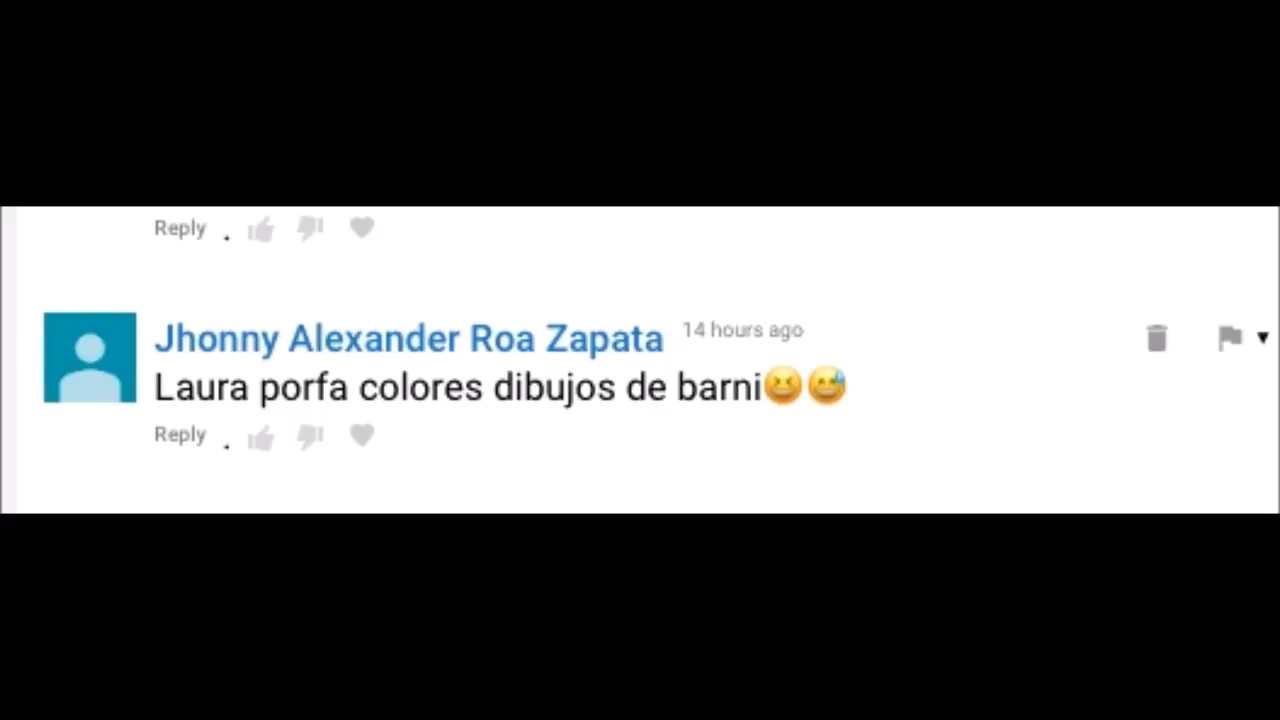 Reply .
Jhonny Alexander Roa Zapata 14 hours ago
Laura porfa colores dibujos de barni😆😅
Reply .